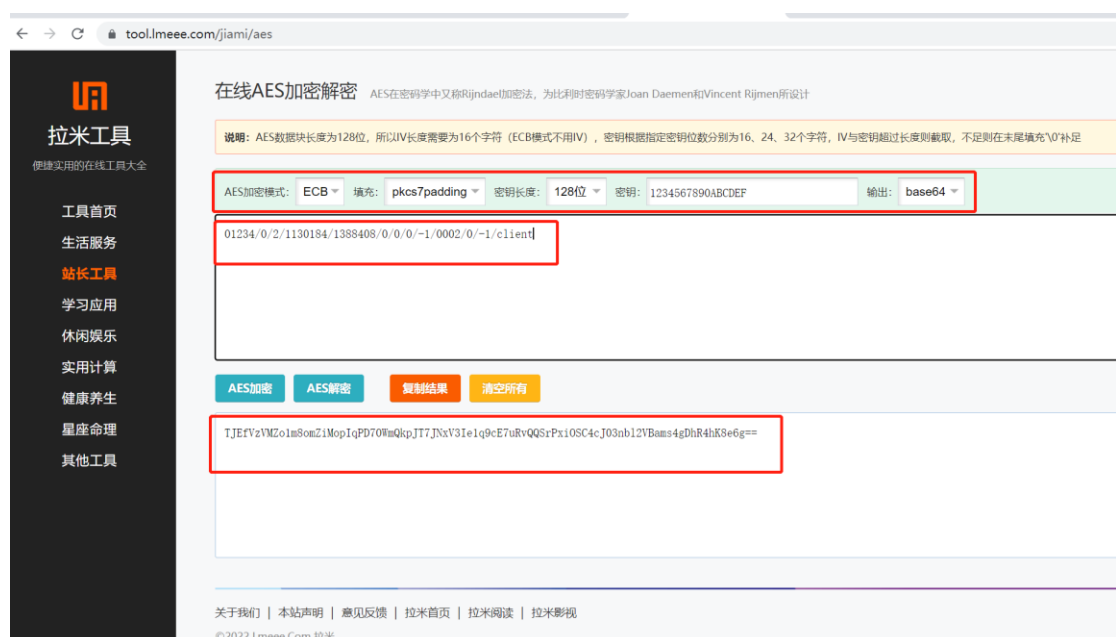 tool.lmeee.com/jiami/aes
拉米工具
便捷实用的在线工具大全
工具首页
生活服务
站长工具
学习应用
休闲娱乐
实用计算
健康养生
星座命理
其他工具
在线AES加密解密 AES在密码学中又称Rijndael加密法，为比利时密码学家Joan Daemen和Vincent Rijmen所设计
说明：AES数据块长度为128位，所以IV长度需要为16个字符（ECB模式不用IV），密钥根据指定密钥位数分别为16、24、32个字符，IV与密钥超过长度则截取，不足则在末尾填充'\0'补足
AES加密模式： ECB 填充： pkcs7padding 密钥长度： 128位 密钥： 1234567890ABCDEF 输出： base64
01234/0/2/1130184/1388408/0/0/0/-1/0002/0/-1/client
AES加密 AES解密 复制结果 清空所有
TJEfVzVMZo1m8omZiMopIqPD70WmQkpJT7JNxV3Ie1q9cE7uRvQQSrPxiOSC4cJ03nbl2VBams4gDhR4hK8e6g==
关于我们 | 本站声明 | 意见反馈 | 拉米首页 | 拉米阅读 | 拉米影视